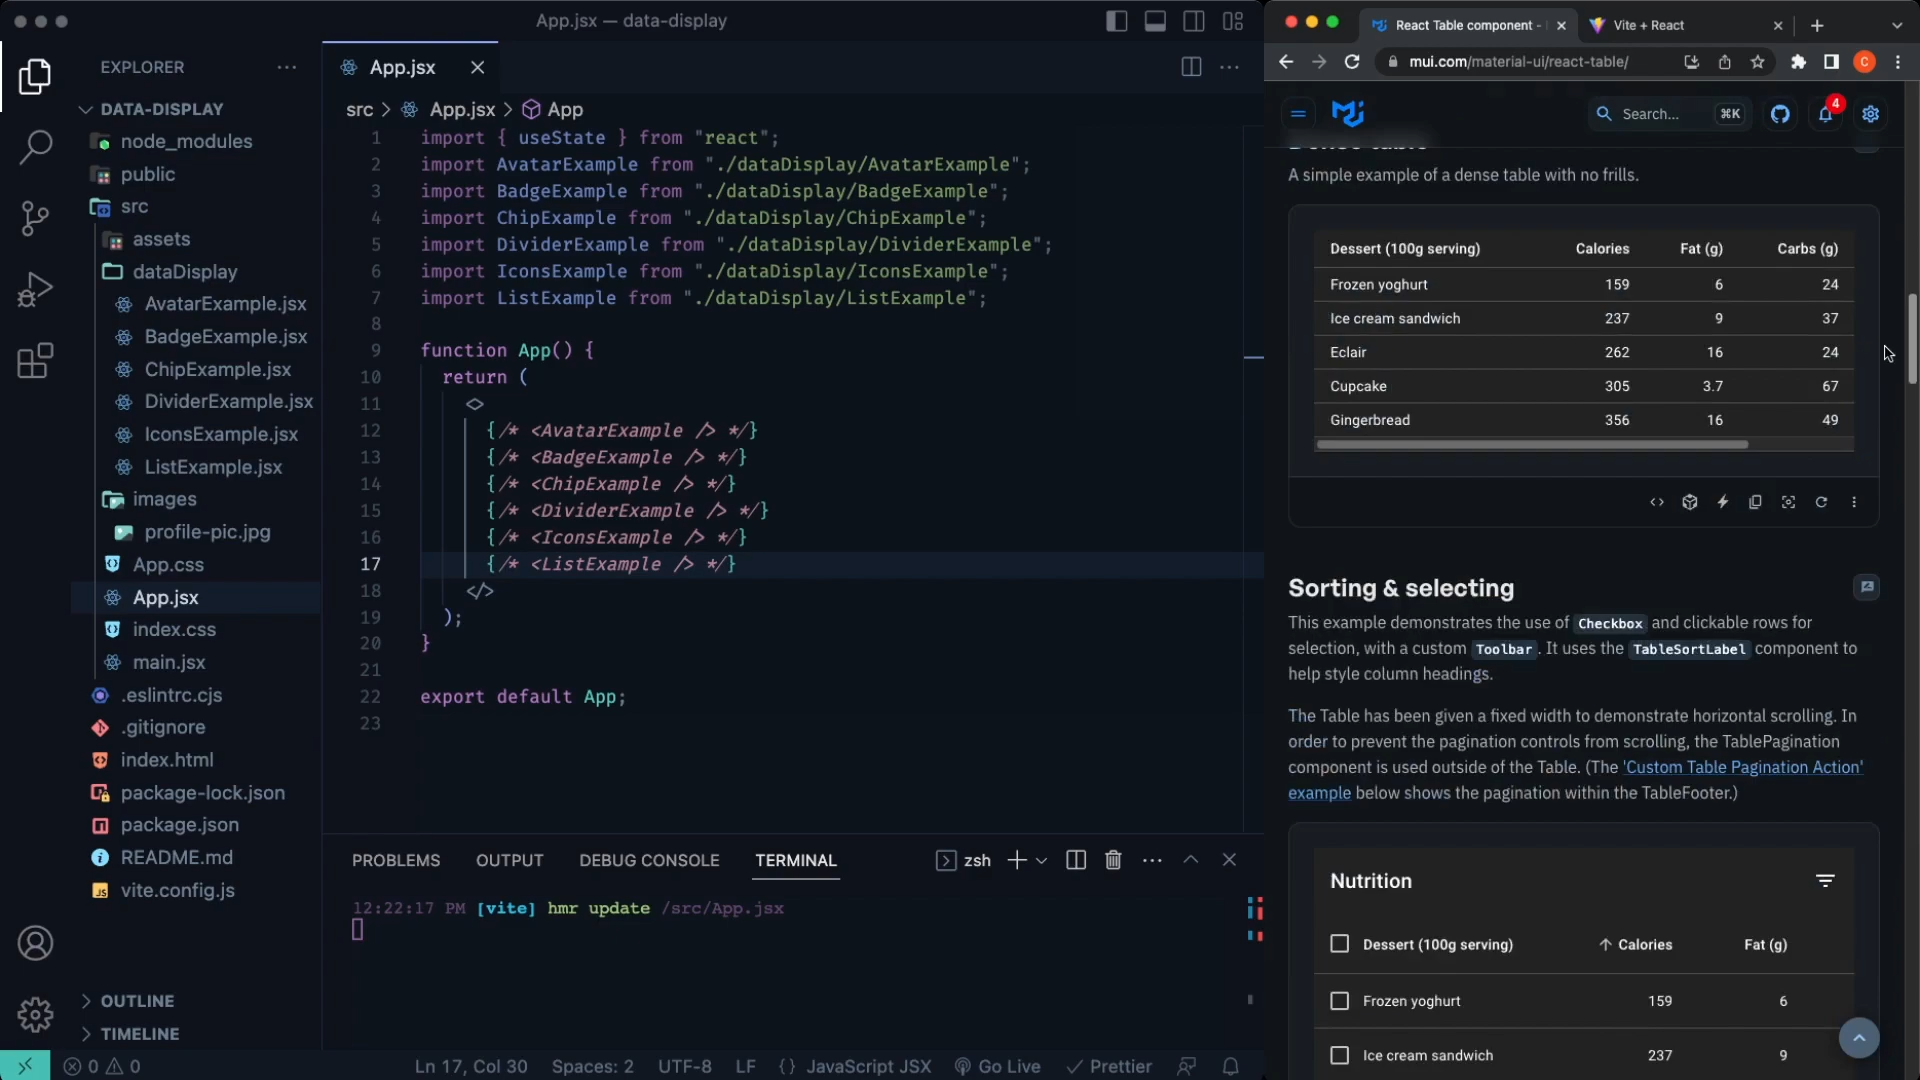 App.jsx — data-display
EXPLORER
DATA-DISPLAY
node_modules
public
src
assets
dataDisplay
AvatarExample.jsx
BadgeExample.jsx
ChipExample.jsx
DividerExample.jsx
IconsExample.jsx
ListExample.jsx
images
profile-pic.jpg
App.css
App.jsx
index.css
main.jsx
.eslintrc.cjs
.gitignore
index.html
package-lock.json
package.json
README.md
vite.config.js
OUTLINE
TIMELINE
App.jsx
src > App.jsx > App
1 import { useState } from "react";
2 import AvatarExample from "./dataDisplay/AvatarExample";
3 import BadgeExample from "./dataDisplay/BadgeExample";
4 import ChipExample from "./dataDisplay/ChipExample";
5 import DividerExample from "./dataDisplay/DividerExample";
6 import IconsExample from "./dataDisplay/IconsExample";
7 import ListExample from "./dataDisplay/ListExample";
8
9 function App() {
10 return (
11 <>
12 {/* <AvatarExample /> */}
13 {/* <BadgeExample /> */}
14 {/* <ChipExample /> */}
15 {/* <DividerExample /> */}
16 {/* <IconsExample /> */}
17 {/* <ListExample /> */}
18 </>
19 );
20 }
21
22 export default App;
23
PROBLEMS OUTPUT DEBUG CONSOLE TERMINAL zsh
12:22:17 PM [vite] hmr update /src/App.jsx
0 0 Ln 17, Col 30 Spaces: 2 UTF-8 LF {} JavaScript JSX Go Live Prettier
React Table component - Vite + React
mui.com/material-ui/react-table/ C
Search... ⌘K 4
Dense table
A simple example of a dense table with no frills.
Dessert (100g serving) Calories Fat (g) Carbs (g)
Frozen yoghurt 159 6 24
Ice cream sandwich 237 9 37
Eclair 262 16 24
Cupcake 305 3.7 67
Gingerbread 356 16 49
Sorting & selecting
This example demonstrates the use of Checkbox and clickable rows for
selection, with a custom Toolbar. It uses the TableSortLabel component to
help style column headings.
The Table has been given a fixed width to demonstrate horizontal scrolling. In
order to prevent the pagination controls from scrolling, the TablePagination
component is used outside of the Table. (The 'Custom Table Pagination Action'
example below shows the pagination within the TableFooter.)
Nutrition
Dessert (100g serving) ↑ Calories Fat (g)
Frozen yoghurt 159 6
Ice cream sandwich 237 9